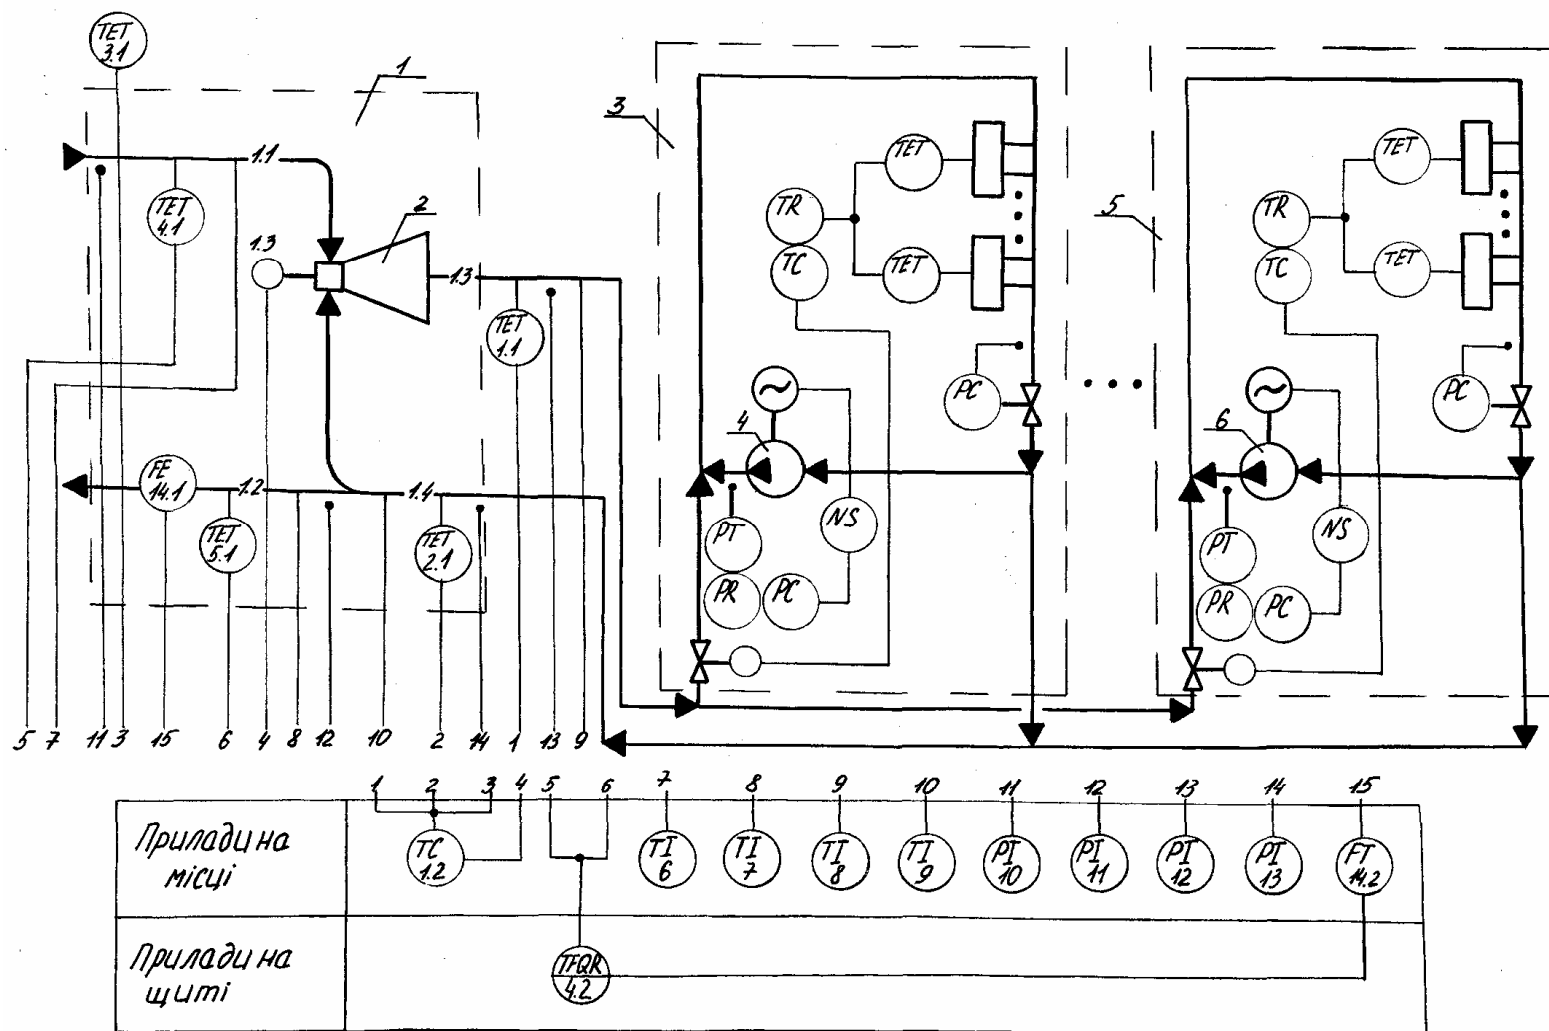 TET
3.1
1
1.1
TET
4.1
2
1.3
1.3
TET
1.1
FE
14.1
1.2
1.4
TET
5.1
TET
2.1
3
TET
TR
TC
TET
PC
4
NS
PT
PR
PC
5
TET
TR
TC
TET
PC
6
NS
PT
PR
PC
5 7 11 3 15 6 4 8 12 10 2 14 1 13 9
1 2 3 4 5 6 7 8 9 10 11 12 13 14 15
Прилади на
місці
TC
1.2
TI
6
TI
7
TI
8
TI
9
PI
10
PI
11
PI
12
PI
13
FT
14.2
Прилади на
щиті
TFQR
4.2